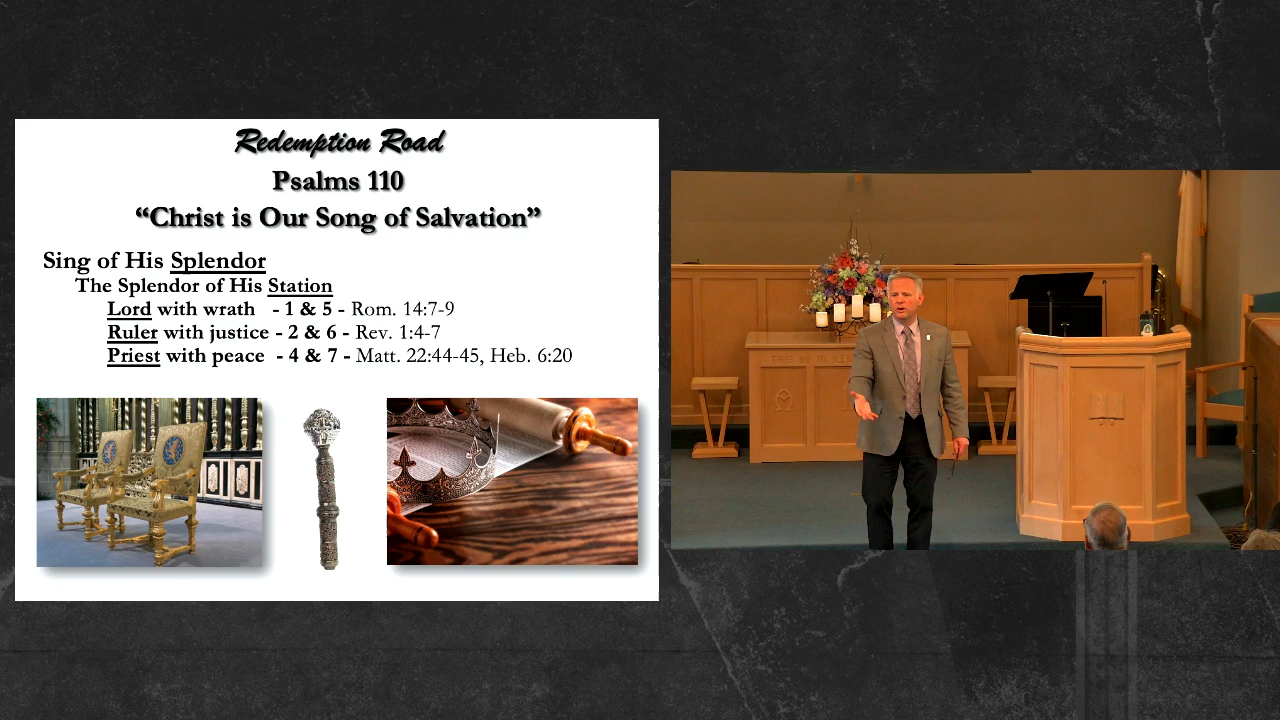 Redemption Road
Psalms 110
“Christ is Our Song of Salvation”
Sing of His Splendor
The Splendor of His Station
Lord with wrath - 1 & 5 - Rom. 14:7-9
Ruler with justice - 2 & 6 - Rev. 1:4-7
Priest with peace - 4 & 7 - Matt. 22:44-45, Heb. 6:20